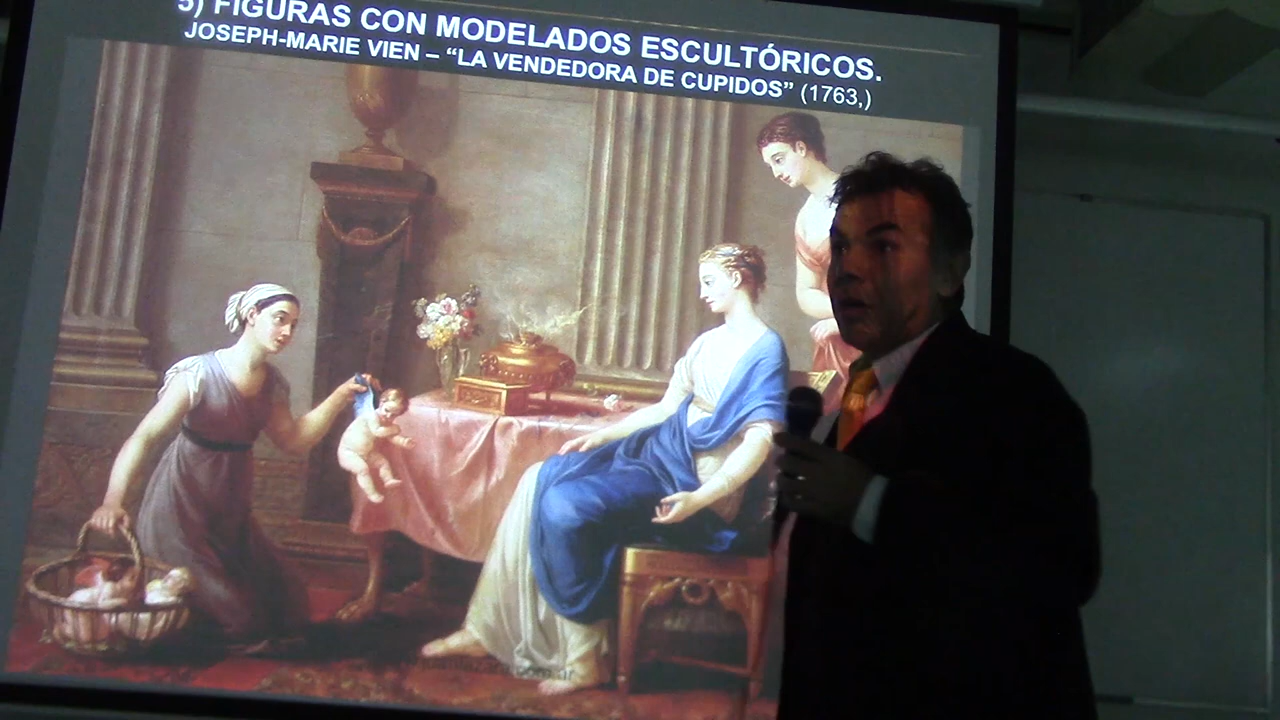 5) FIGURAS CON MODELADOS ESCULTÓRICOS.
JOSEPH-MARIE VIEN – “LA VENDEDORA DE CUPIDOS” (1763,)